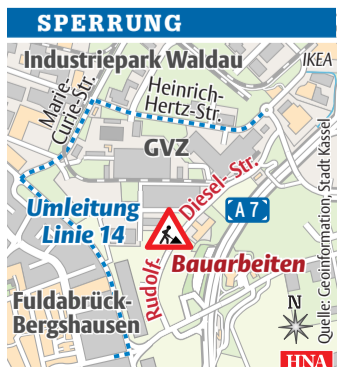 SPERRUNG
Industriepark Waldau
IKEA
Marie-
Curie-Str.
Heinrich-
Hertz-Str.
GVZ
Rudolf-Diesel-Str.
Umleitung
Linie 14
A 7
Bauarbeiten
Fuldabrück-
Bergshausen
N
Quelle: Geoinformation, Stadt Kassel
HNA